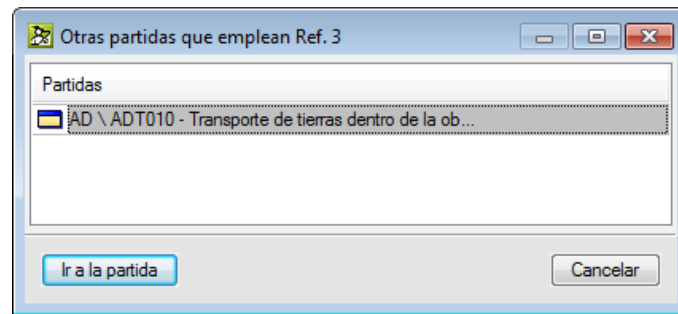 Otras partidas que emplean Ref. 3
Partidas
AD \ ADT010 - Transporte de tierras dentro de la ob...
Ir a la partida
Cancelar